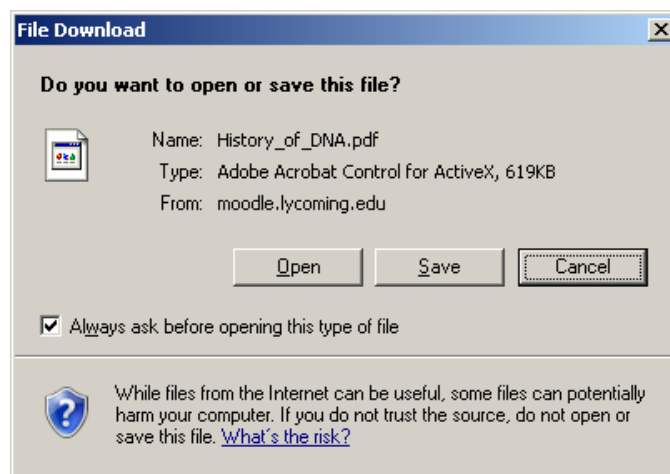 File Download
Do you want to open or save this file?
Name: History_of_DNA.pdf
Type: Adobe Acrobat Control for ActiveX, 619KB
From: moodle.lycoming.edu
Open Save Cancel
Always ask before opening this type of file
While files from the Internet can be useful, some files can potentially
harm your computer. If you do not trust the source, do not open or
save this file. What's the risk?